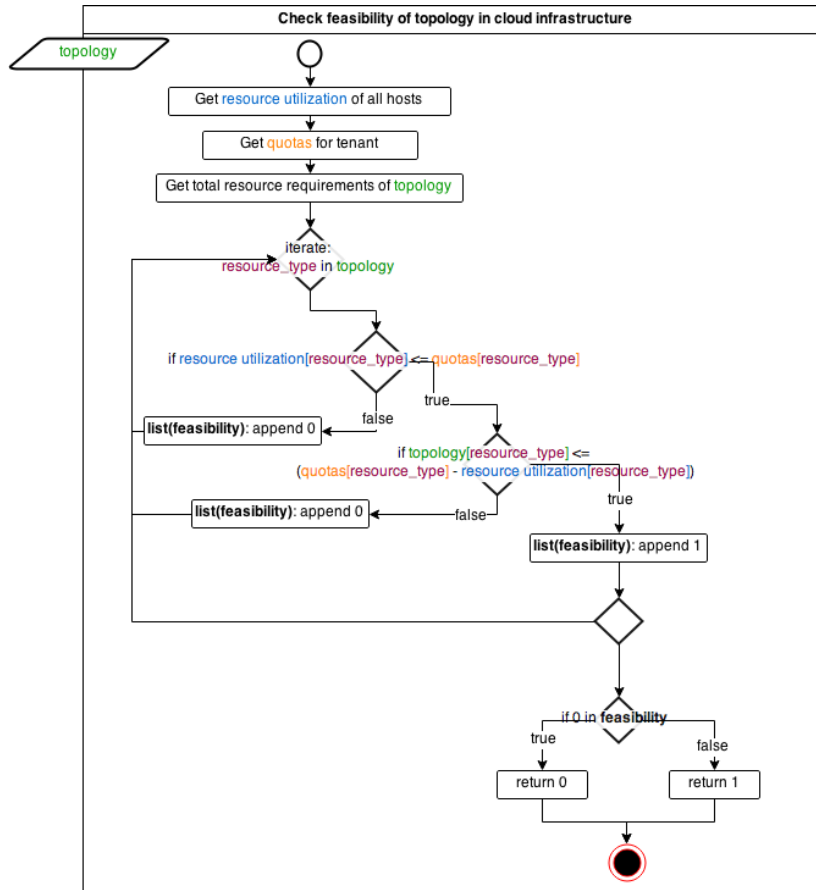 Check feasibility of topology in cloud infrastructure
topology
Get resource utilization of all hosts
Get quotas for tenant
Get total resource requirements of topology
iterate:
resource_type in topology
if resource utilization[resource_type] <= quotas[resource_type]
true
false
list(feasibility): append 0
if topology[resource_type] <=
(quotas[resource_type] - resource utilization[resource_type])
true
false
list(feasibility): append 0
list(feasibility): append 1
if 0 in feasibility
true
false
return 0
return 1